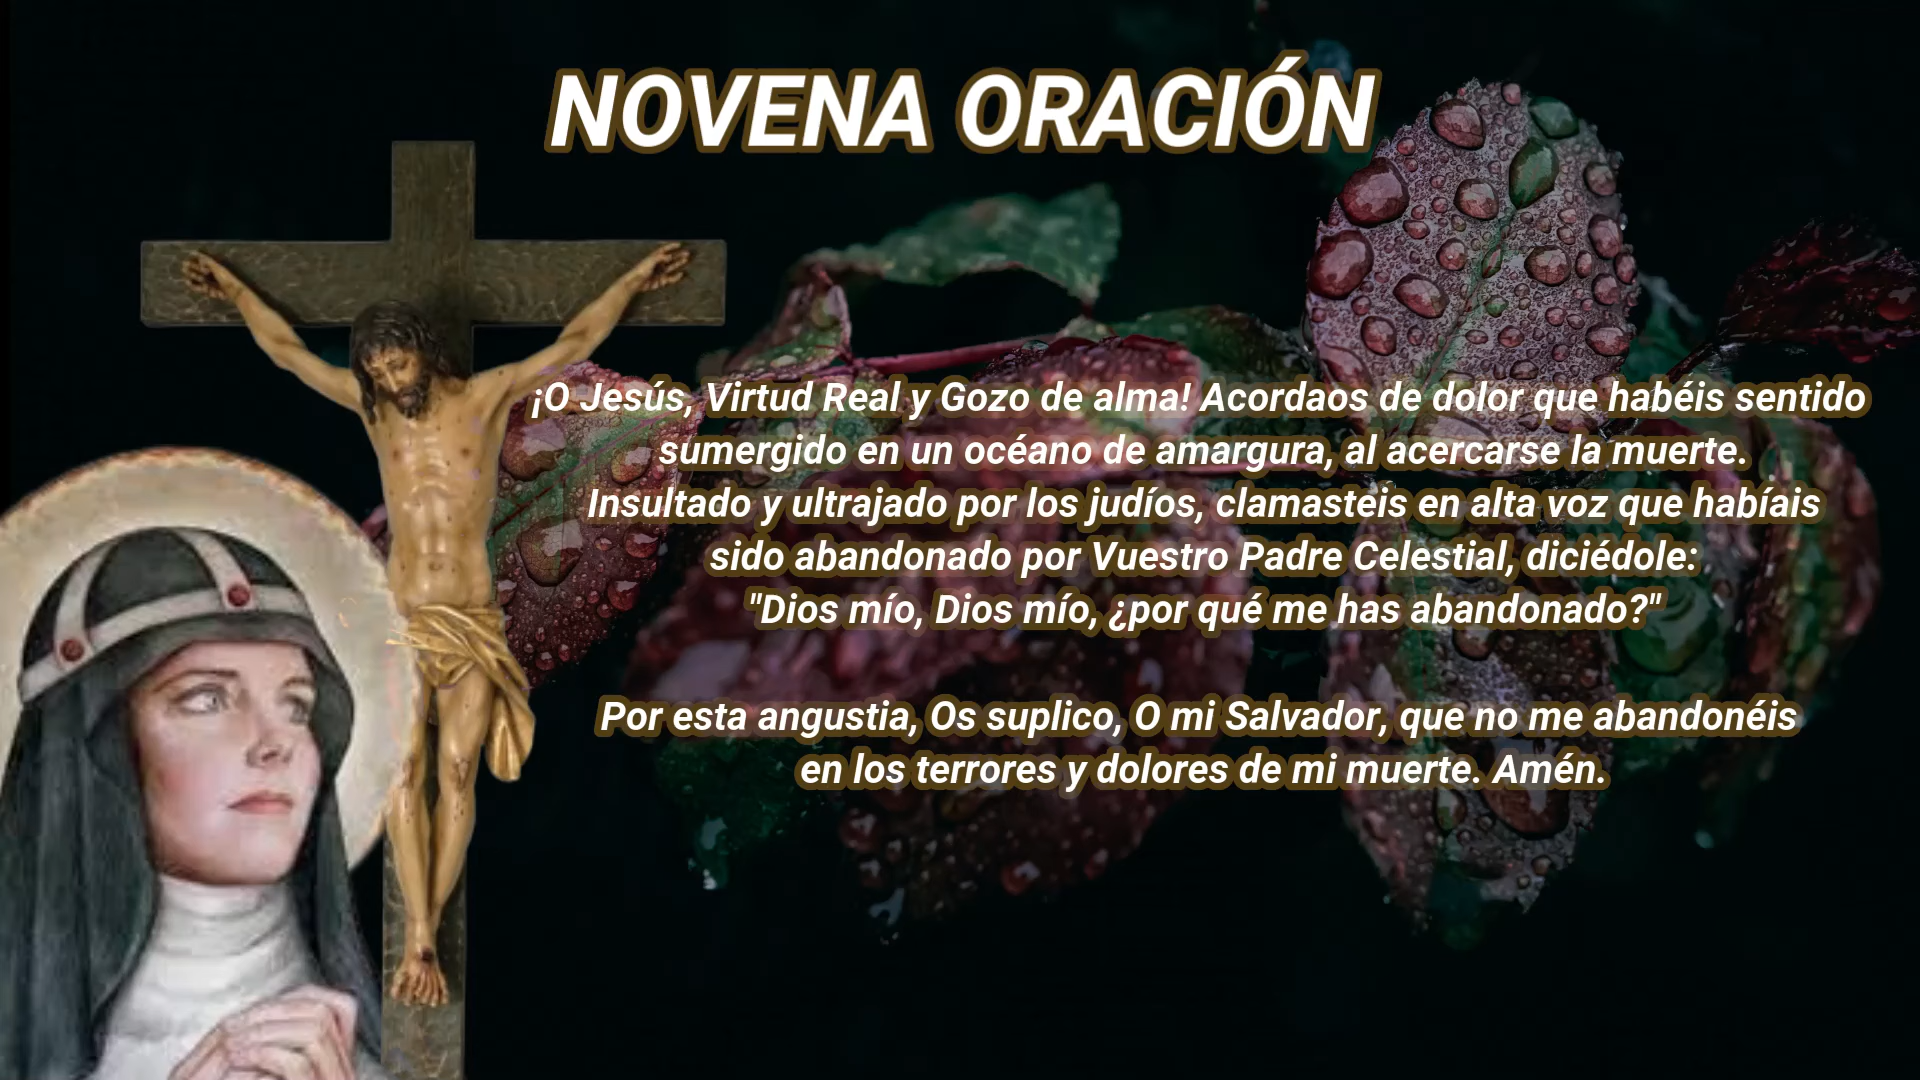 NOVENA ORACIÓN
¡O Jesús, Virtud Real y Gozo de alma! Acordaos de dolor que habéis sentido
sumergido en un océano de amargura, al acercarse la muerte.
Insultado y ultrajado por los judíos, clamasteis en alta voz que habíais
sido abandonado por Vuestro Padre Celestial, diciédole:
"Dios mío, Dios mío, ¿por qué me has abandonado?"
Por esta angustia, Os suplico, O mi Salvador, que no me abandonéis
en los terrores y dolores de mi muerte. Amén.